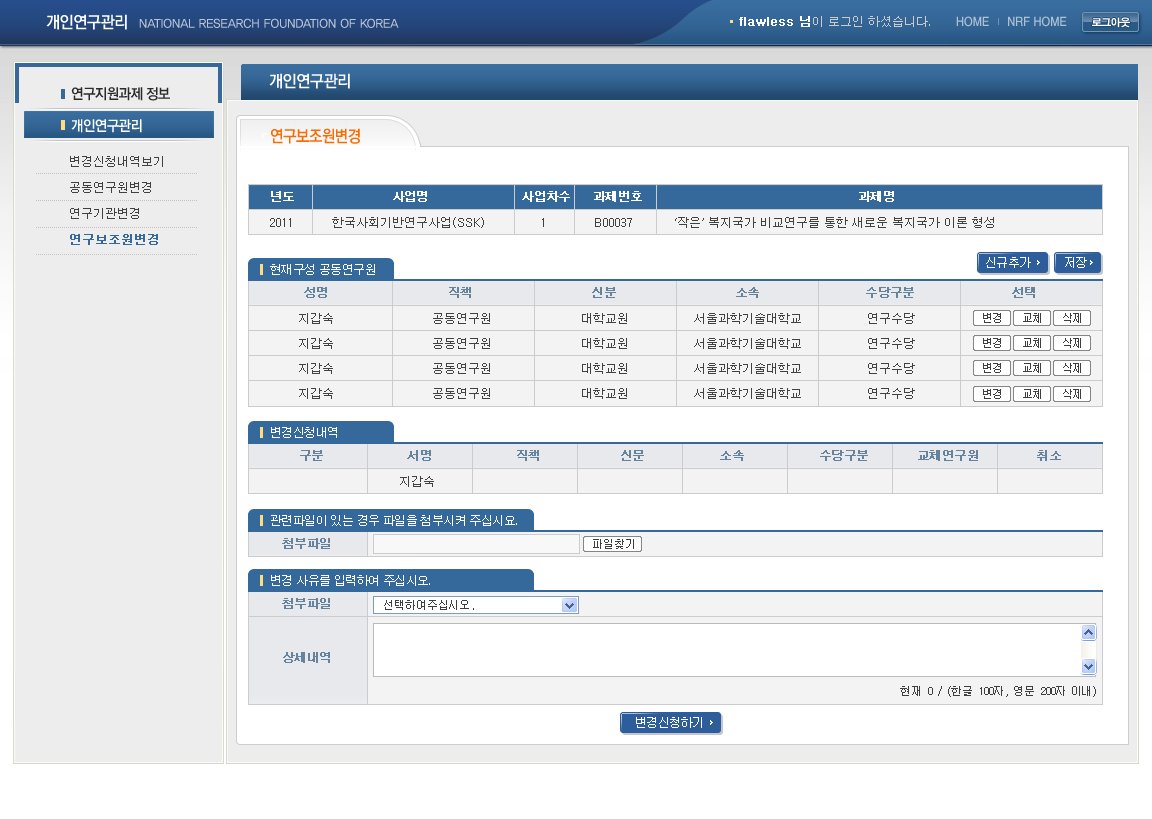 개인연구관리 NATIONAL RESEARCH FOUNDATION OF KOREA
• flawless 님이 로그인 하셨습니다. HOME | NRF HOME 로그아웃
연구지원과제 정보
개인연구관리
변경신청내역보기
공동연구원변경
연구기관변경
연구보조원변경
개인연구관리
연구보조원변경
년도 사업명 사업차수 과제번호 과제명
2011 한국사회기반연구사업(SSK) 1 B00037 ‘작은’ 복지국가 비교연구를 통한 새로운 복지국가 이론 형성
신규추가 › 저장 ›
현재구성 공동연구원
성명 직책 신분 소속 수당구분 선택
지갑숙 공동연구원 대학교원 서울과학기술대학교 연구수당 변경 교체 삭제
지갑숙 공동연구원 대학교원 서울과학기술대학교 연구수당 변경 교체 삭제
지갑숙 공동연구원 대학교원 서울과학기술대학교 연구수당 변경 교체 삭제
지갑숙 공동연구원 대학교원 서울과학기술대학교 연구수당 변경 교체 삭제
변경신청내역
구분 서명 직책 신문 소속 수당구분 교체연구원 취소
지갑숙
관련파일이 있는 경우 파일을 첨부시켜 주십시요.
첨부파일 파일찾기
변경 사유를 입력하여 주십시오.
첨부파일 선택하여주십시오.
상세내역
현재 0 / (한글 100자, 영문 200자 이내)
변경신청하기 ›